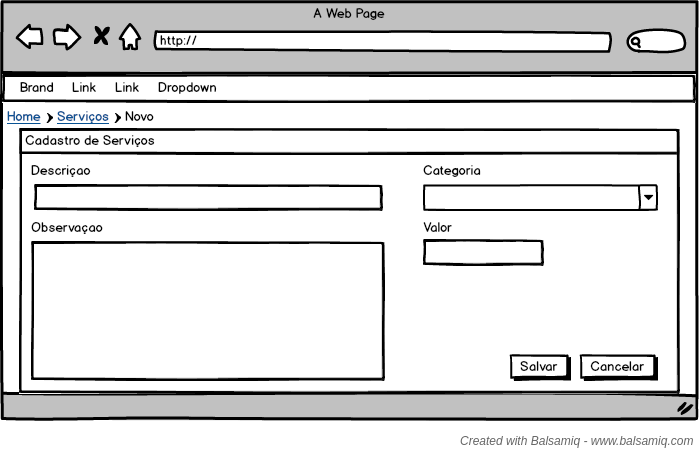 A Web Page
http://
Brand Link Link Dropdown
Home Serviços Novo
Cadastro de Serviços
Descriçao
Categoria
Observaçao
Valor
Salvar Cancelar
Created with Balsamiq - www.balsamiq.com